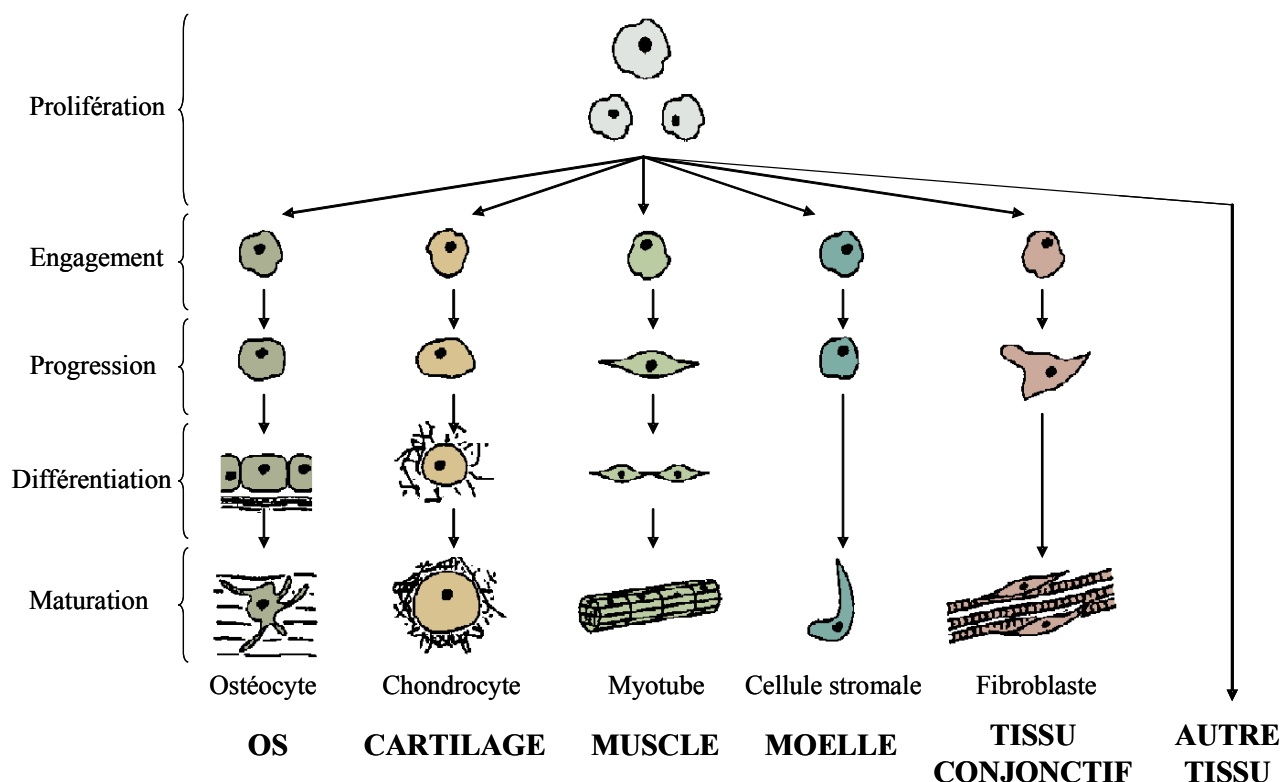 Prolifération
Engagement
Progression
Différentiation
Maturation
Ostéocyte
Chondrocyte
Myotube
Cellule stromale
Fibroblaste
OS
CARTILAGE
MUSCLE
MOELLE
TISSU
CONJONCTIF
AUTRE
TISSU